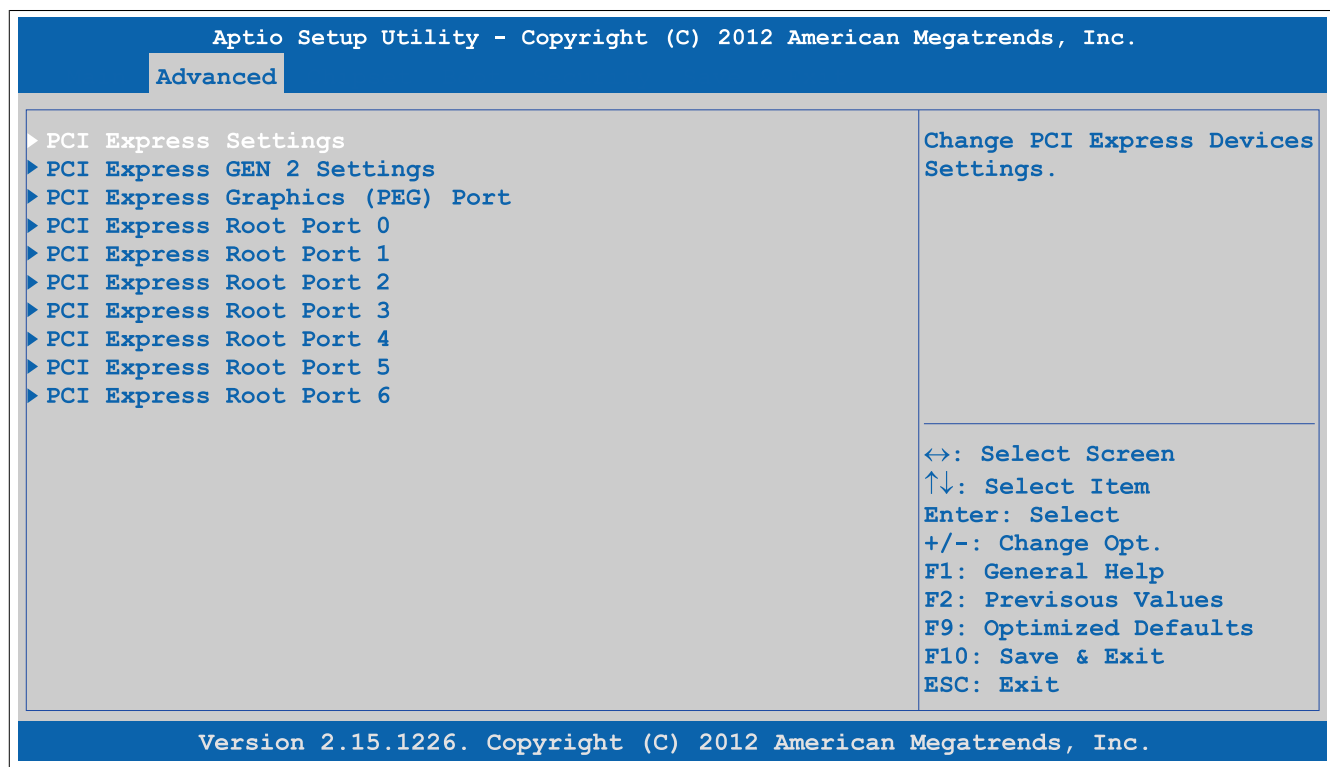 Aptio Setup Utility - Copyright (C) 2012 American Megatrends, Inc.
Advanced
PCI Express Settings
PCI Express GEN 2 Settings
PCI Express Graphics (PEG) Port
PCI Express Root Port 0
PCI Express Root Port 1
PCI Express Root Port 2
PCI Express Root Port 3
PCI Express Root Port 4
PCI Express Root Port 5
PCI Express Root Port 6
Change PCI Express Devices
Settings.
↔: Select Screen
↑↓: Select Item
Enter: Select
+/-: Change Opt.
F1: General Help
F2: Previsous Values
F9: Optimized Defaults
F10: Save & Exit
ESC: Exit
Version 2.15.1226. Copyright (C) 2012 American Megatrends, Inc.